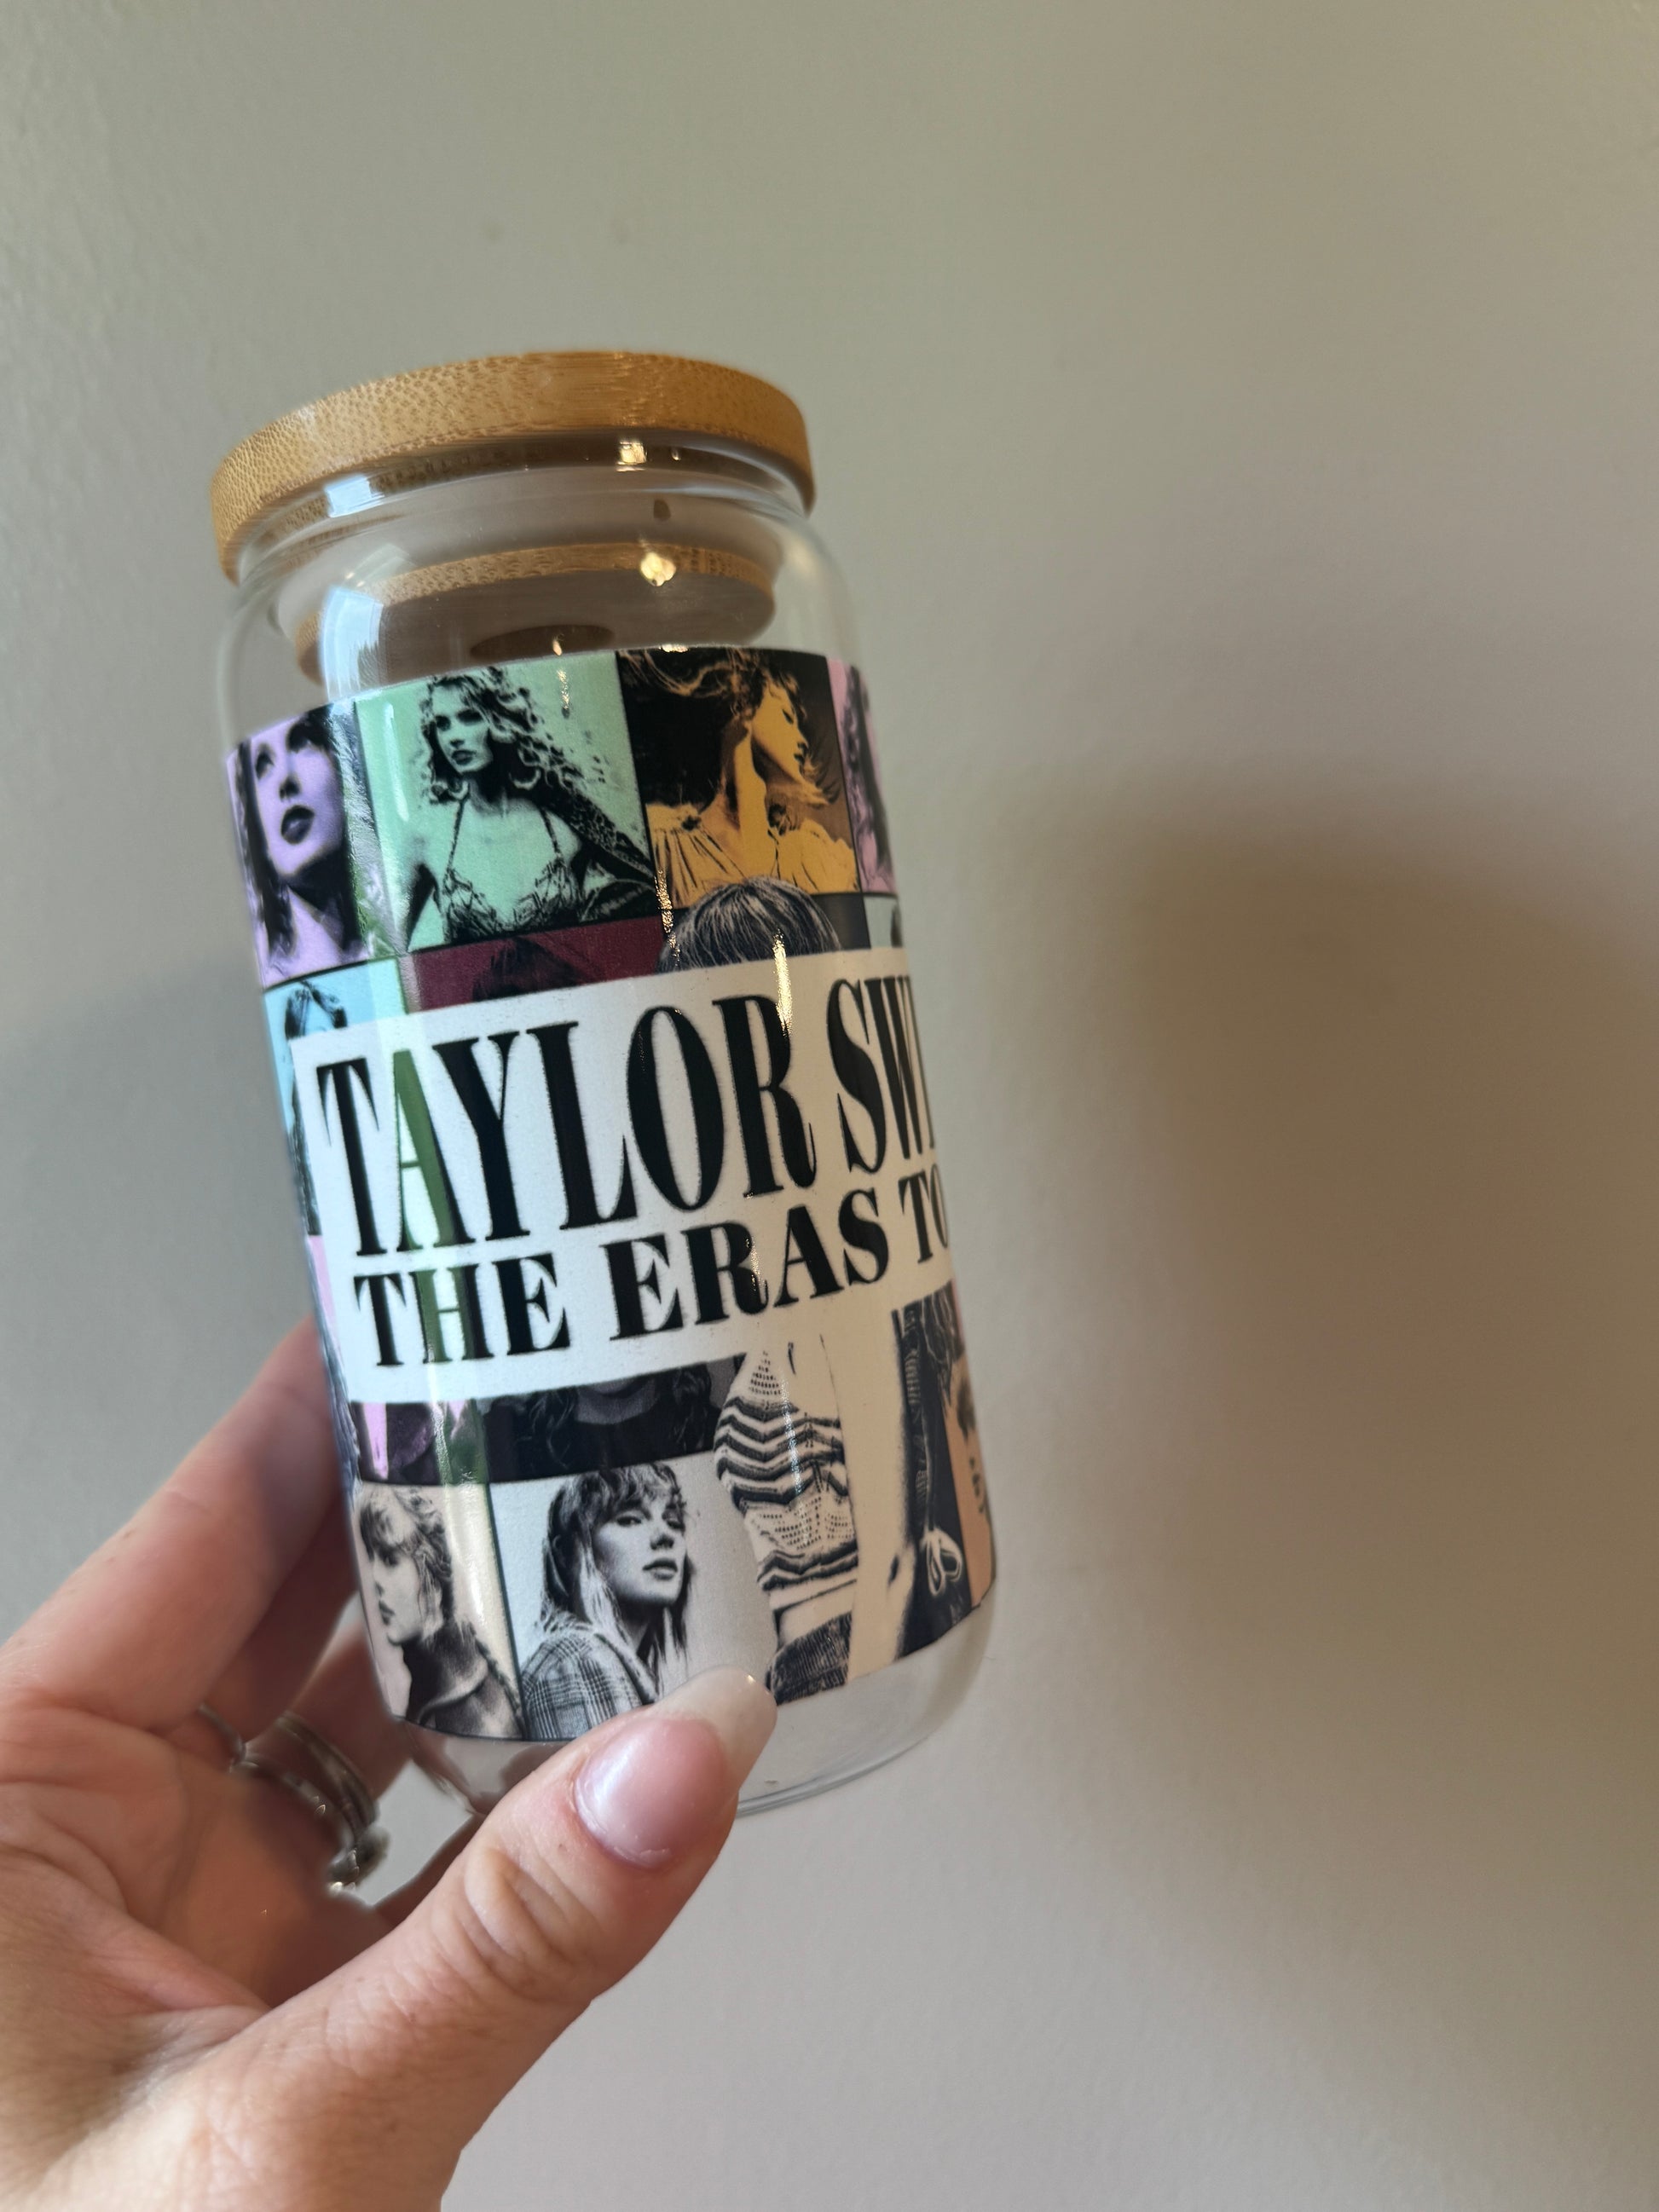 TAYLOR SWI
THE ERAS TO